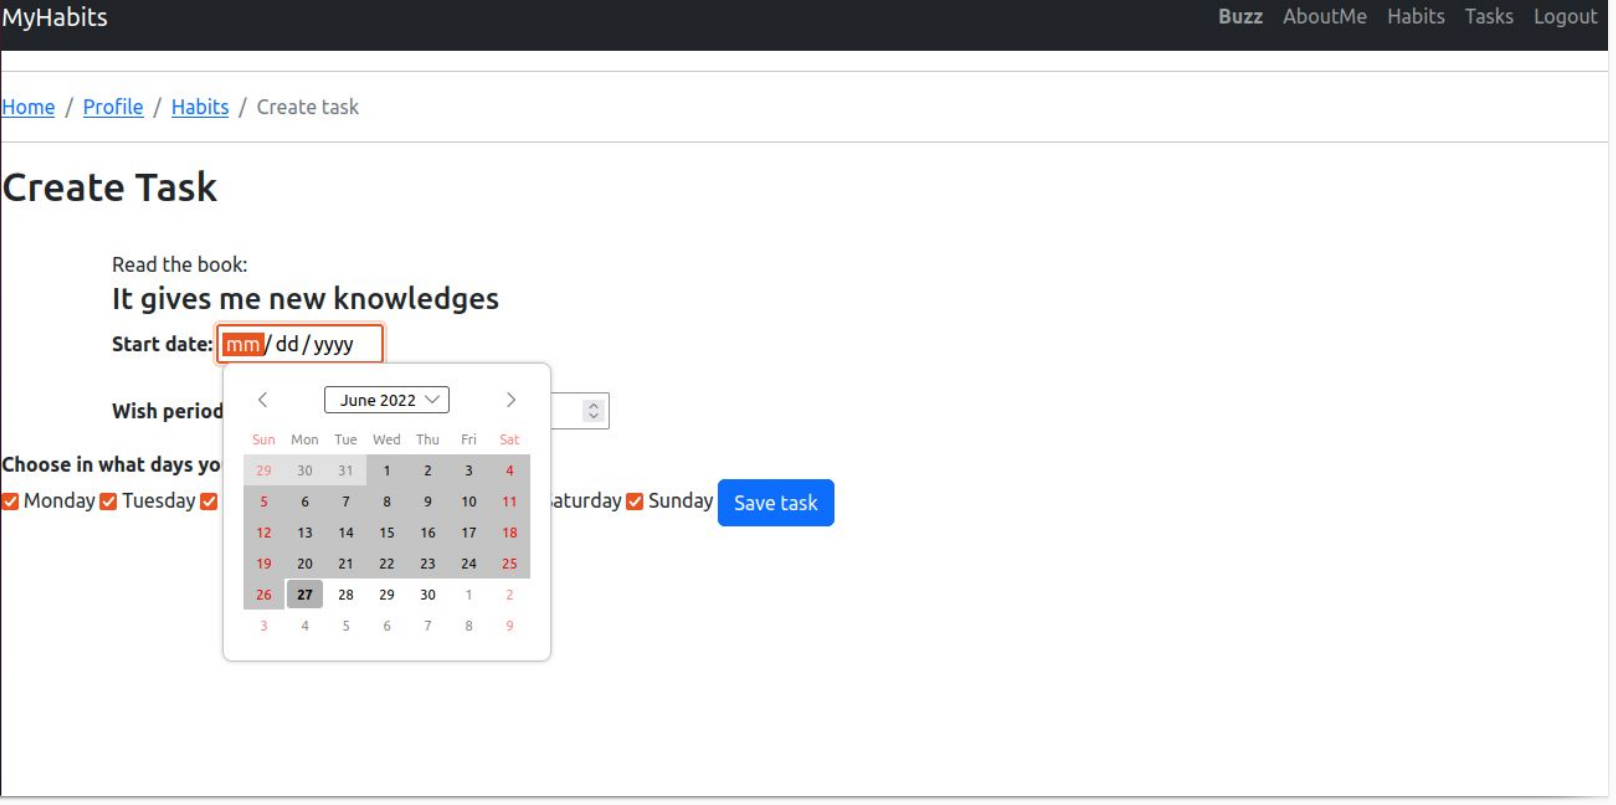 MyHabits Buzz AboutMe Habits Tasks Logout
Home / Profile / Habits / Create task
Create Task
Read the book:
It gives me new knowledges
Start date: mm/dd/yyyy
June 2022
Wish period
Sun Mon Tue Wed Thu Fri Sat
Choose in what days yo
29 30 31 1 2 3 4
Monday Tuesday aturday Sunday Save task
5 6 7 8 9 10 11
12 13 14 15 16 17 18
19 20 21 22 23 24 25
26 27 28 29 30 1 2
3 4 5 6 7 8 9